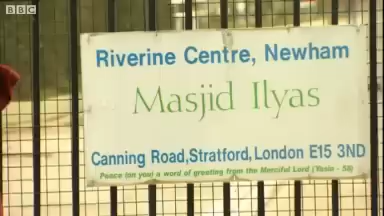 BBC
Riverine Centre, Newham
Masjid Ilyas
Canning Road,Stratford, London E15 3ND
Peace (on you) a word of greeting from the Merciful Lord (Yasin - 58)